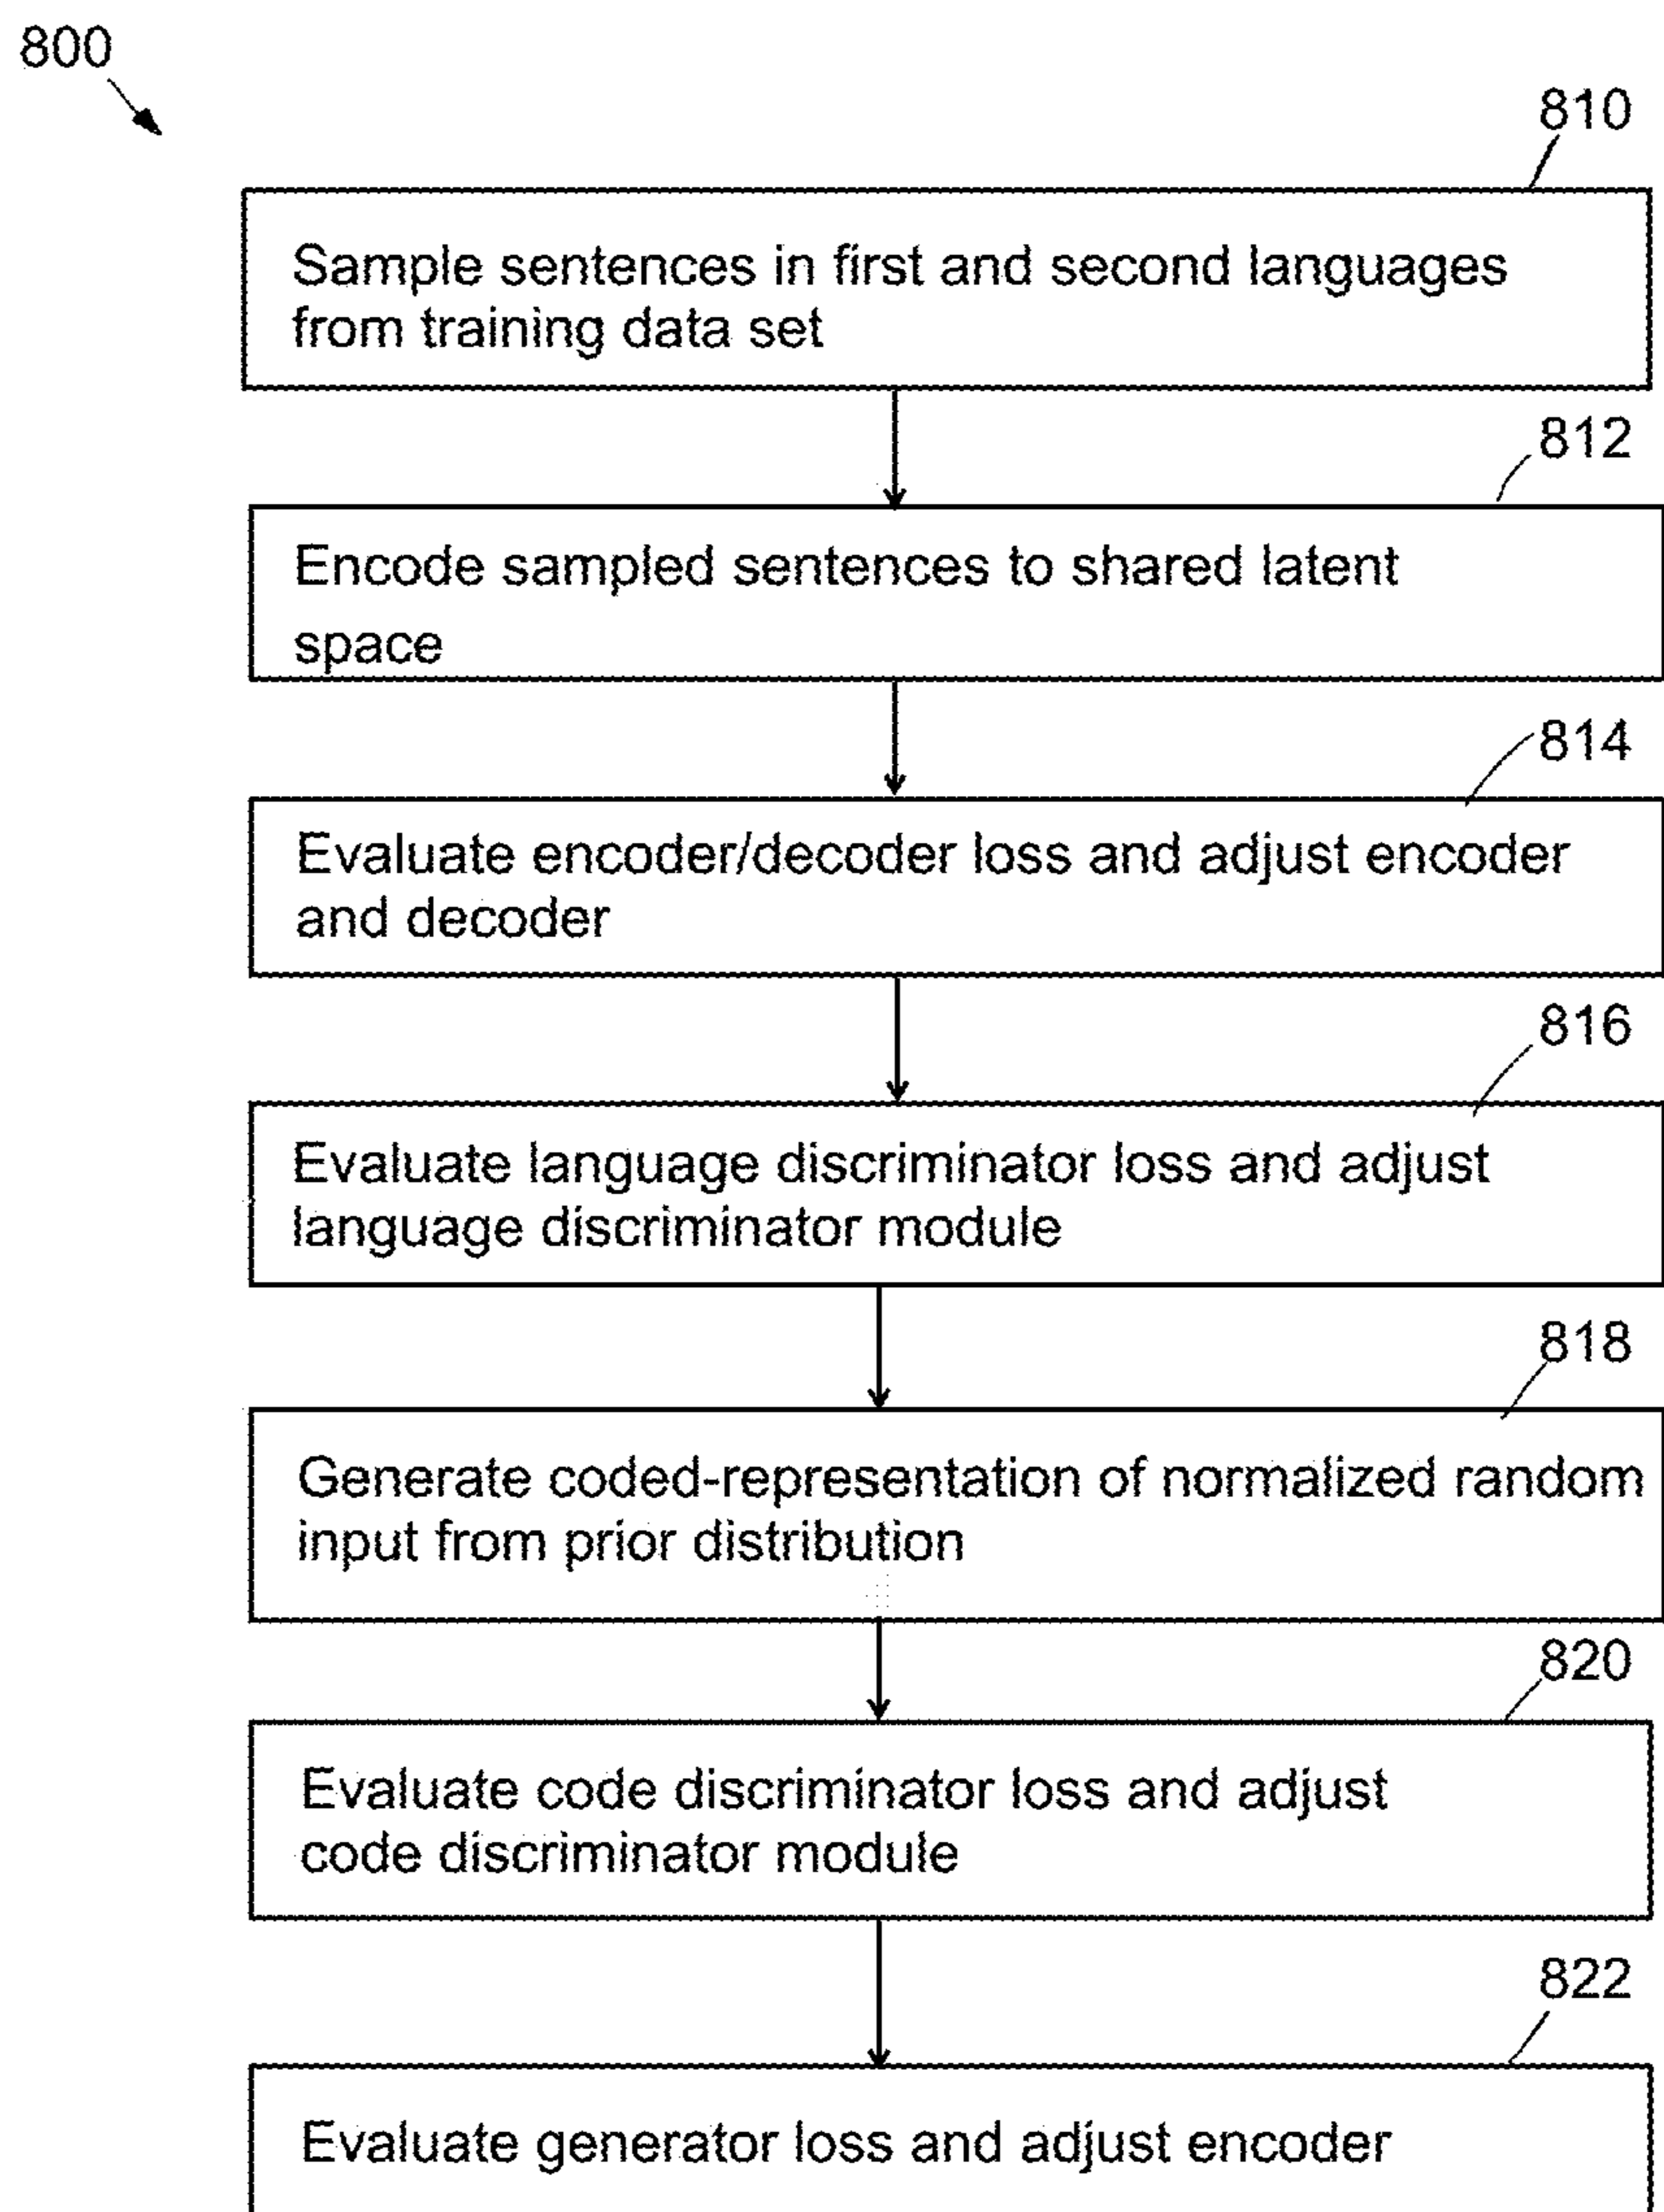 800
810
Sample sentences in first and second languages
from training data set
812
Encode sampled sentences to shared latent
space
814
Evaluate encoder/decoder loss and adjust encoder
and decoder
816
Evaluate language discriminator loss and adjust
language discriminator module
818
Generate coded-representation of normalized random
input from prior distribution
820
Evaluate code discriminator loss and adjust
code discriminator module
822
Evaluate generator loss and adjust encoder